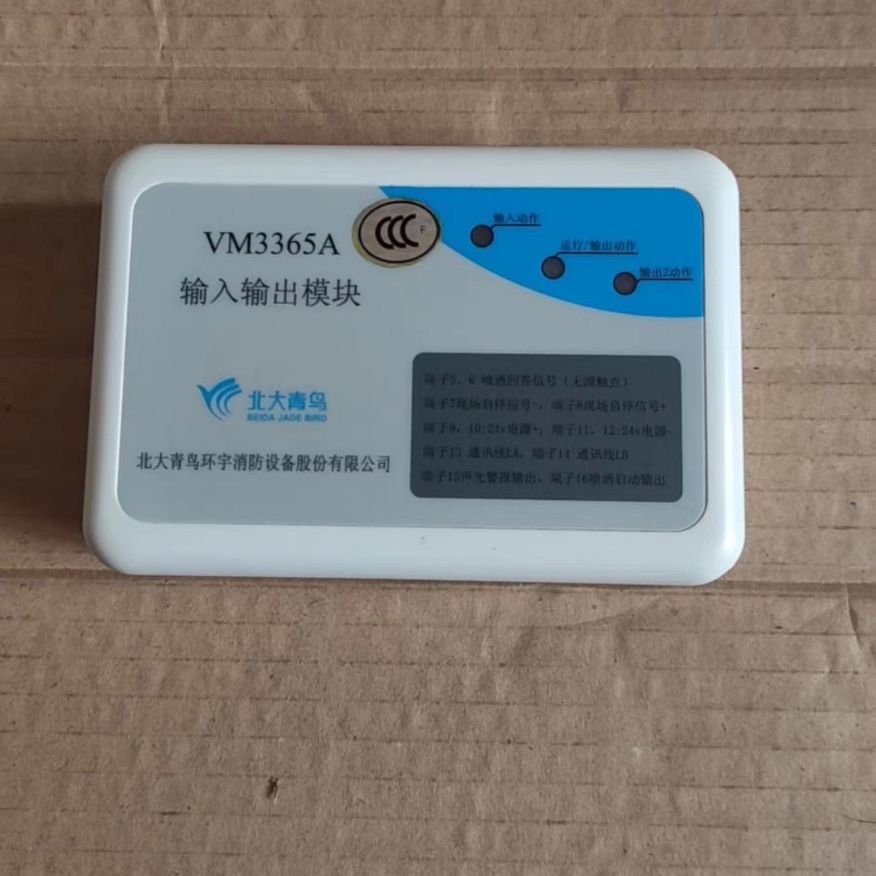 VM3365A
输入输出模块
CCC F
输入动作
运行/输出动作
输出2动作
北大青鸟
BEIDA JADE BIRD
北大青鸟环宇消防设备股份有限公司
端子5，6 喷洒回答信号（无源触点）
端子7现场启停信号-，端子8现场启停信号+
端子9，10:24v电源+；端子11，12:24v电源-
端子13 通讯线LA，端子14 通讯线LB
端子15声光警报输出，端子16喷洒启动输出